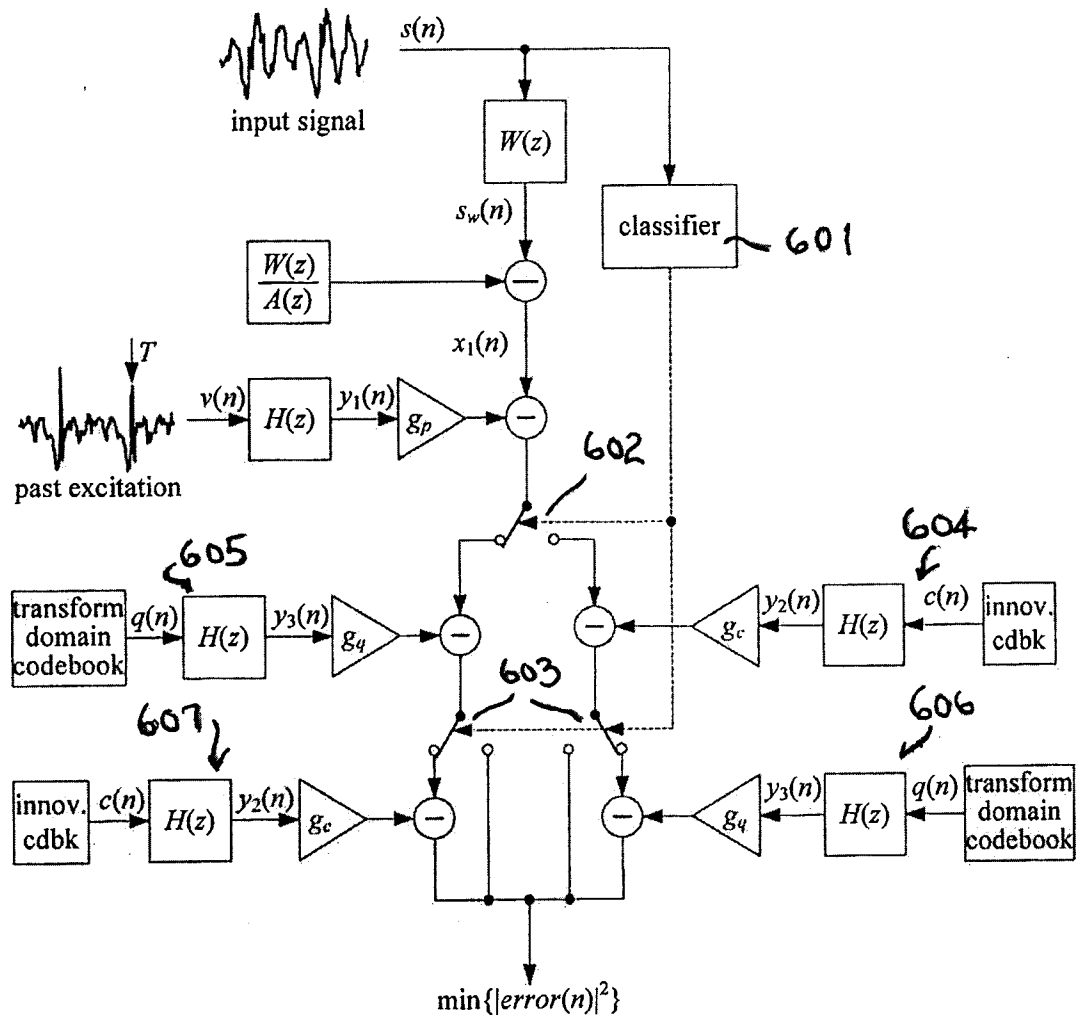 s(n)
input signal
W(z)
s_w(n)
classifier
601
W(z)
A(z)
x_1(n)
T
v(n)
H(z)
y_1(n)
g_p
past excitation
602
605
604
transform
domain
codebook
q(n)
H(z)
y_3(n)
g_q
g_c
y_2(n)
H(z)
c(n)
innov.
cdbk
603
607
606
innov.
cdbk
c(n)
H(z)
y_2(n)
g_c
g_q
y_3(n)
H(z)
q(n)
transform
domain
codebook
min{|error(n)|^2}